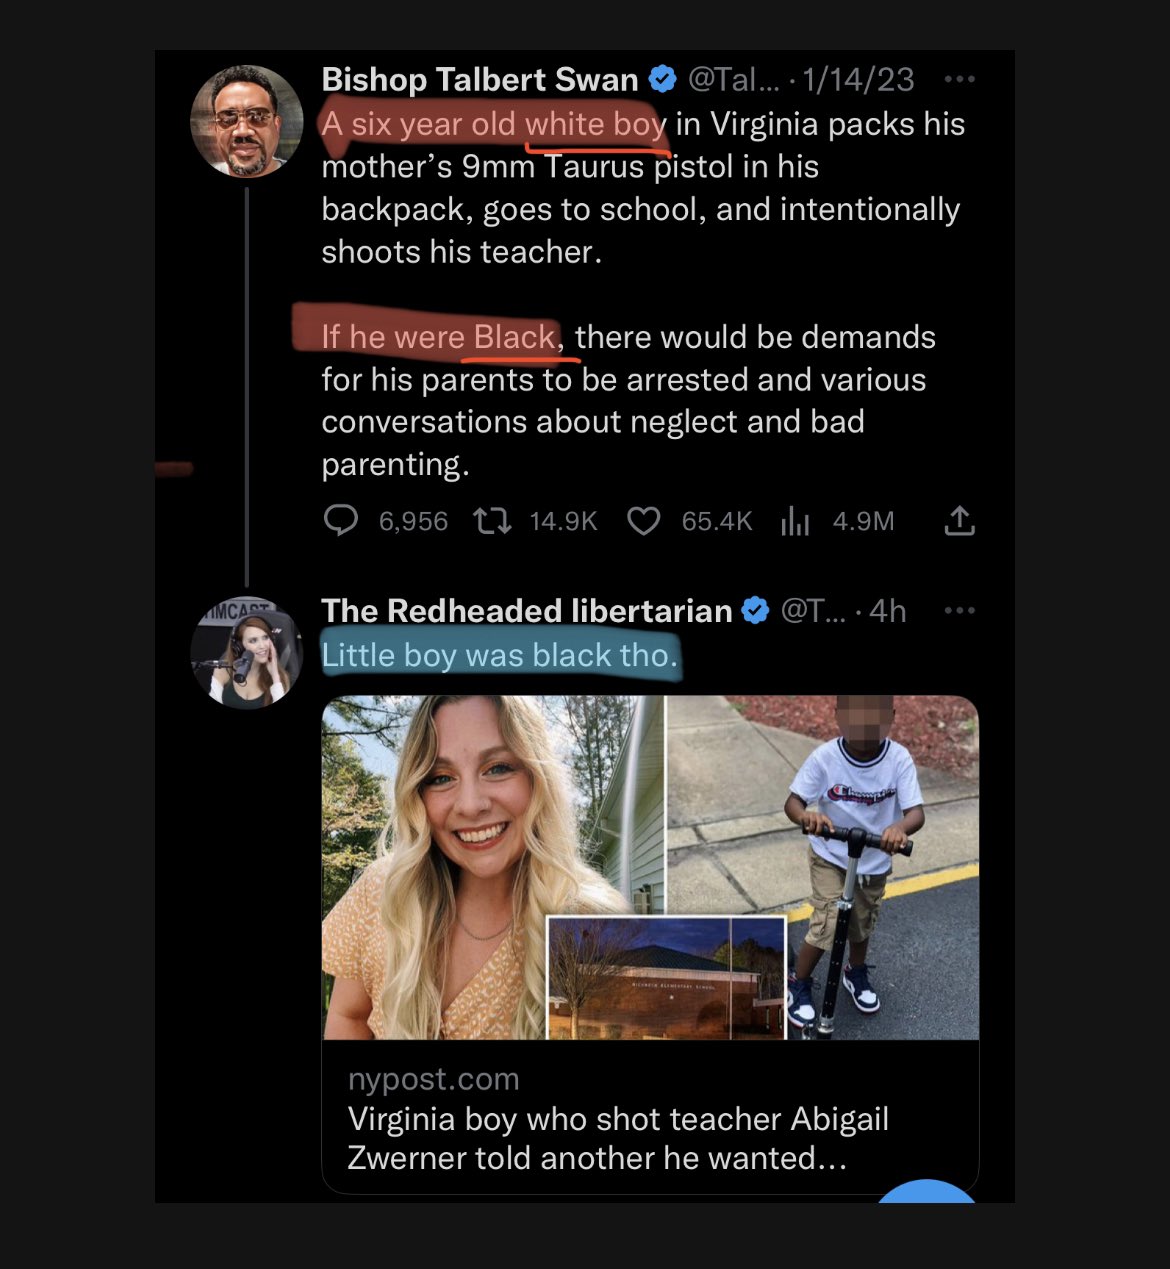 Bishop Talbert Swan @Tal... · 1/14/23
A six year old white boy in Virginia packs his
mother's 9mm Taurus pistol in his
backpack, goes to school, and intentionally
shoots his teacher.
If he were Black, there would be demands
for his parents to be arrested and various
conversations about neglect and bad
parenting.
6,956 14.9K 65.4K 4.9M
TIMCAST
The Redheaded libertarian @T... · 4h
Little boy was black tho.
Champion
RICHNECK ELEMENTARY SCHOOL
nypost.com
Virginia boy who shot teacher Abigail
Zwerner told another he wanted...